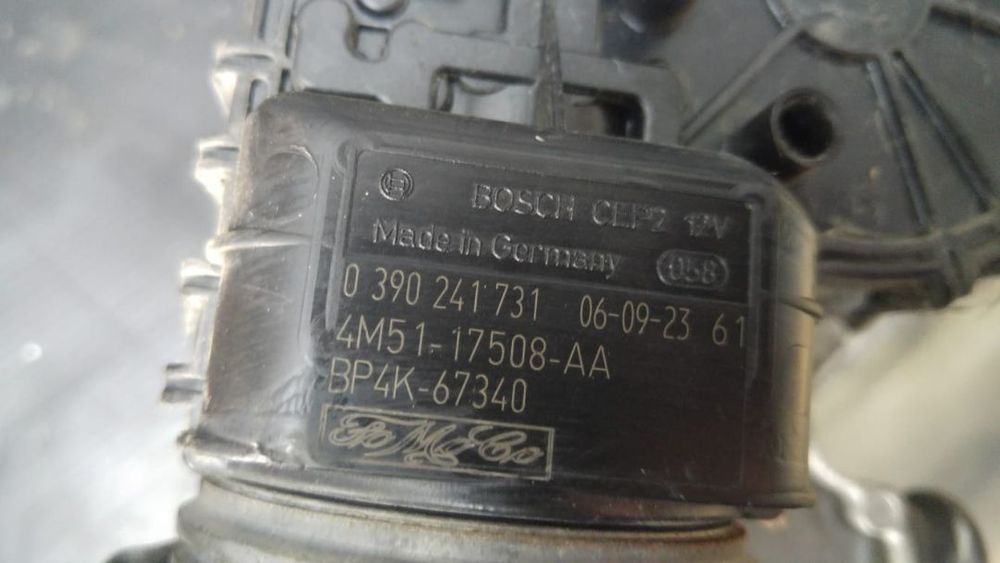 BOSCH CEP2 12V
Made in Germany 058
0 390 241 731 06-09-23 61
4M51-17508-AA
BP4K-67340
FoMoCo